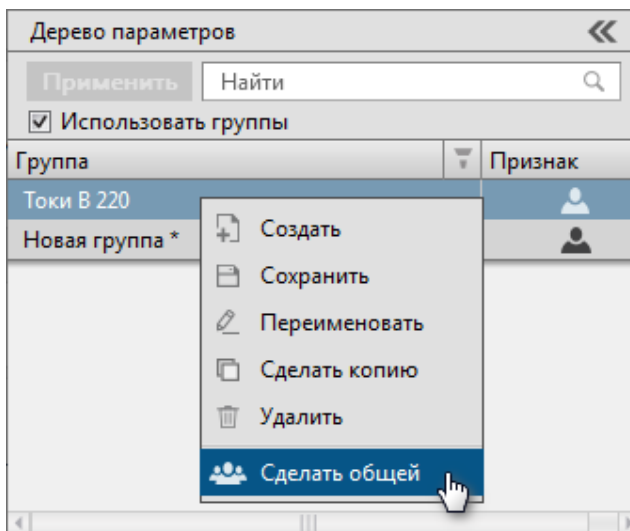 Дерево параметров
Применить Найти
Использовать группы
Группа Признак
Токи В 220
Новая группа *
Создать
Сохранить
Переименовать
Сделать копию
Удалить
Сделать общей